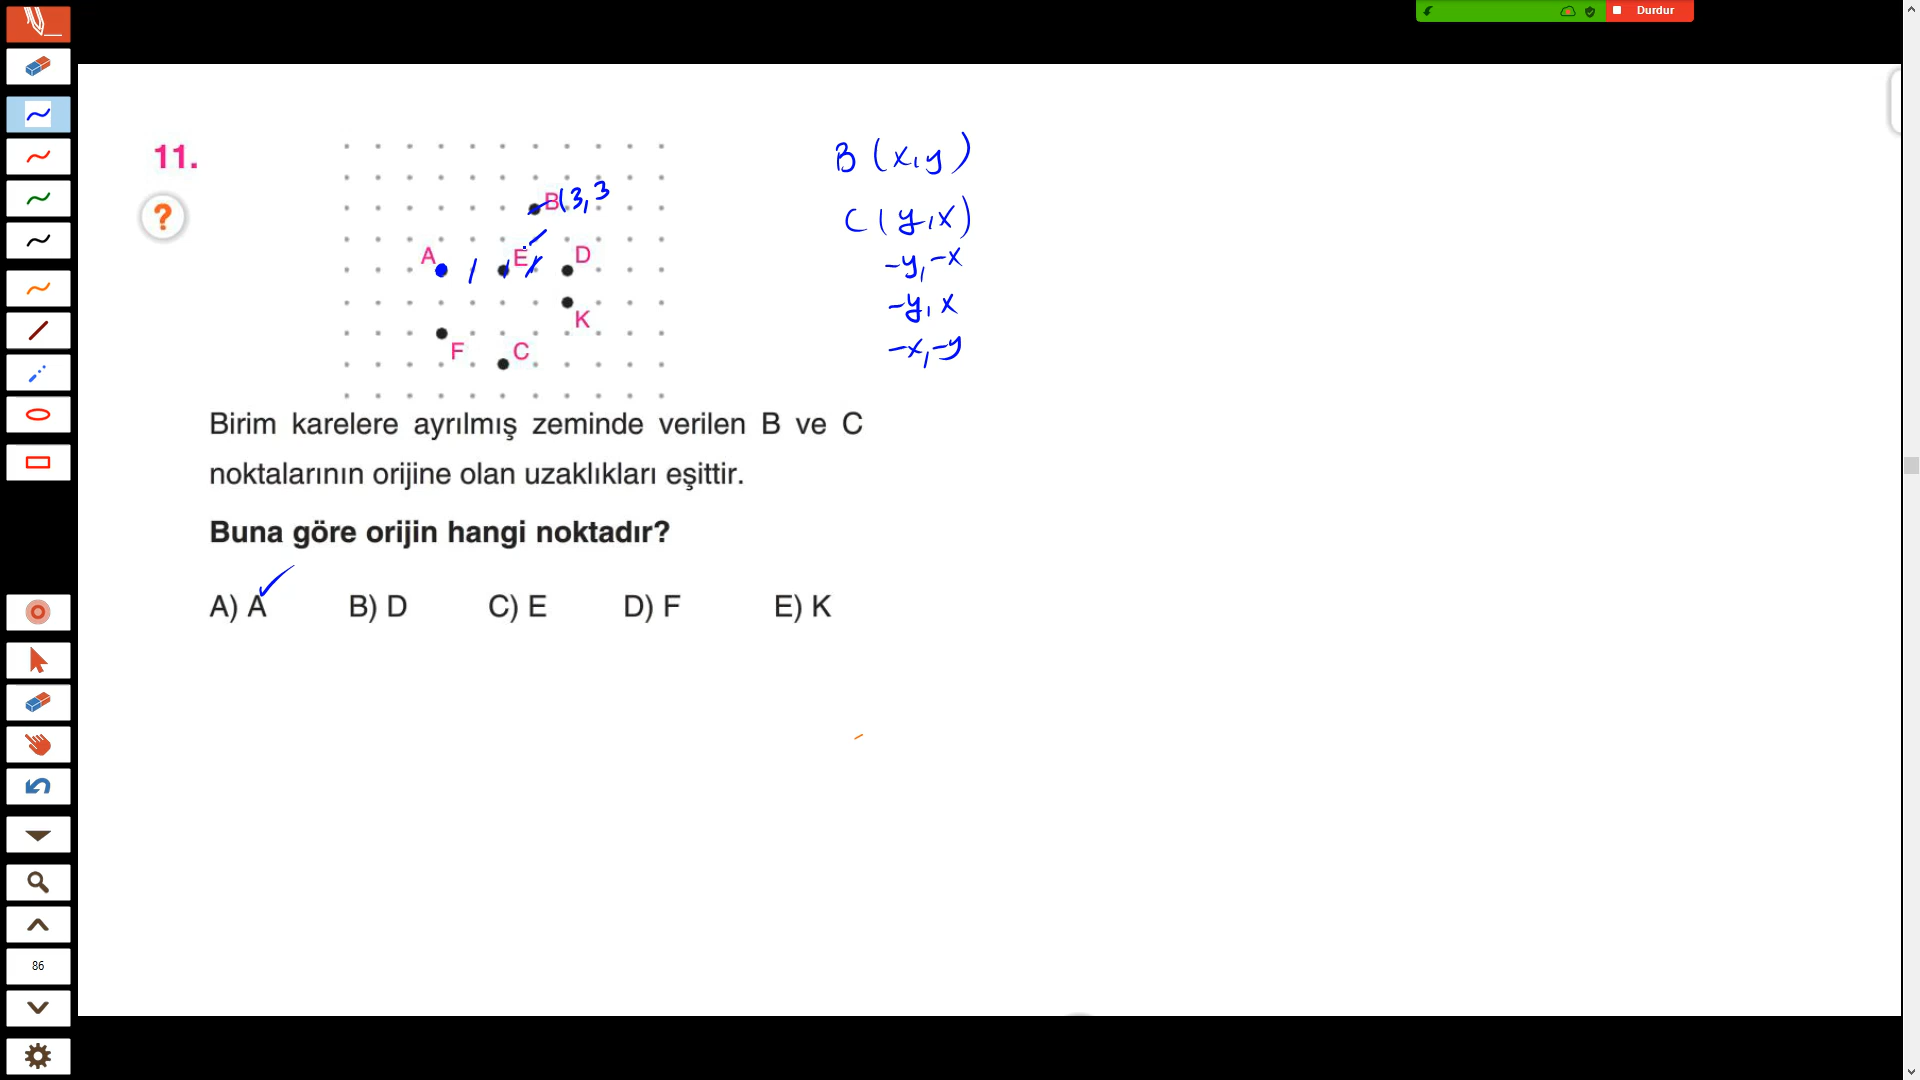 Durdur
11.
B (x,y)
B(3,3
C (y,x)
A
E
D
-y,-x
-y,x
K
F
C
-x,-y
Birim karelere ayrılmış zeminde verilen B ve C
noktalarının orijine olan uzaklıkları eşittir.
Buna göre orijin hangi noktadır?
A) A B) D C) E D) F E) K
86